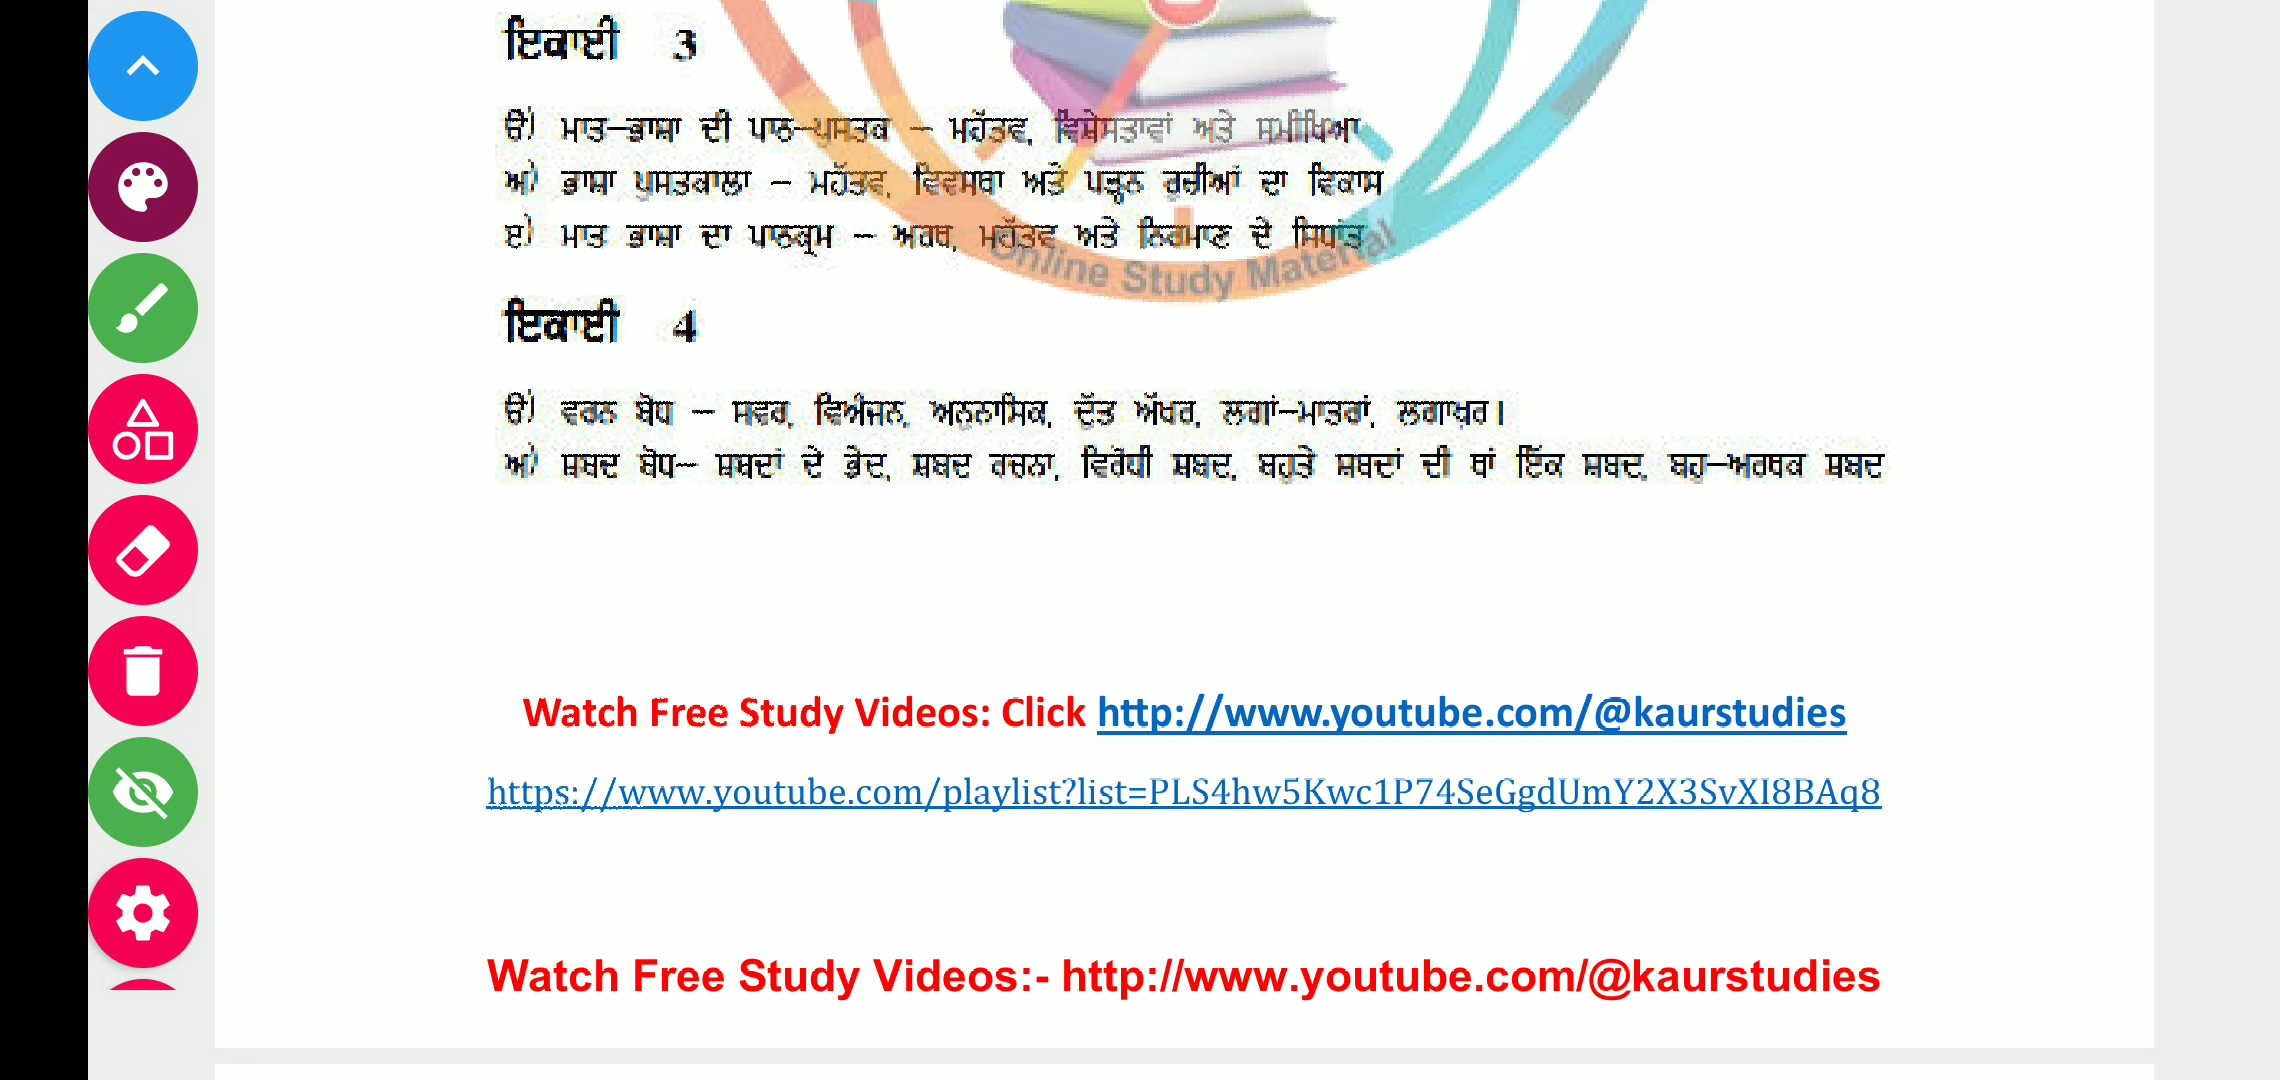 ਇਕਾਈ 3
ੳ) ਮਾਤ–ਭਾਸ਼ਾ ਦੀ ਪਾਠ–ਪੁਸਤਕ – ਮਹੱਤਵ, ਵਿਸ਼ੇਸਤਾਵਾਂ ਅਤੇ ਸਮੀਖਿਆ
ਅ) ਭਾਸ਼ਾ ਪੁਸਤਕਾਲਾ – ਮਹੱਤਵ, ਵਿਵਸਥਾ ਅਤੇ ਪੜ੍ਹਨ ਰੁਚੀਆਂ ਦਾ ਵਿਕਾਸ
ੲ) ਮਾਤ ਭਾਸ਼ਾ ਦਾ ਪਾਠਕ੍ਰਮ – ਅਰਥ, ਮਹੱਤਵ ਅਤੇ ਨਿਰਮਾਣ ਦੇ ਸਿਧਾਂਤ
Online Study Material
ਇਕਾਈ 4
ੳ) ਵਰਨ ਬੋਧ – ਸਵਰ, ਵਿਅੰਜਨ, ਅਨੁਨਾਸਿਕ, ਦੁੱਤ ਅੱਖਰ, ਲਗਾਂ–ਮਾਤਰਾਂ, ਲਗਾਖ਼ਰ।
ਅ) ਸ਼ਬਦ ਬੋਧ– ਸ਼ਬਦਾਂ ਦੇ ਭੇਦ, ਸ਼ਬਦ ਰਚਨਾ, ਵਿਰੋਧੀ ਸ਼ਬਦ, ਬਹੁਤੇ ਸ਼ਬਦਾਂ ਦੀ ਥਾਂ ਇੱਕ ਸ਼ਬਦ, ਬਹੁ–ਅਰਥਕ ਸ਼ਬਦ
Watch Free Study Videos: Click http://www.youtube.com/@kaurstudies
https://www.youtube.com/playlist?list=PLS4hw5Kwc1P74SeGgdUmY2X3SvXI8BAq8
Watch Free Study Videos:- http://www.youtube.com/@kaurstudies